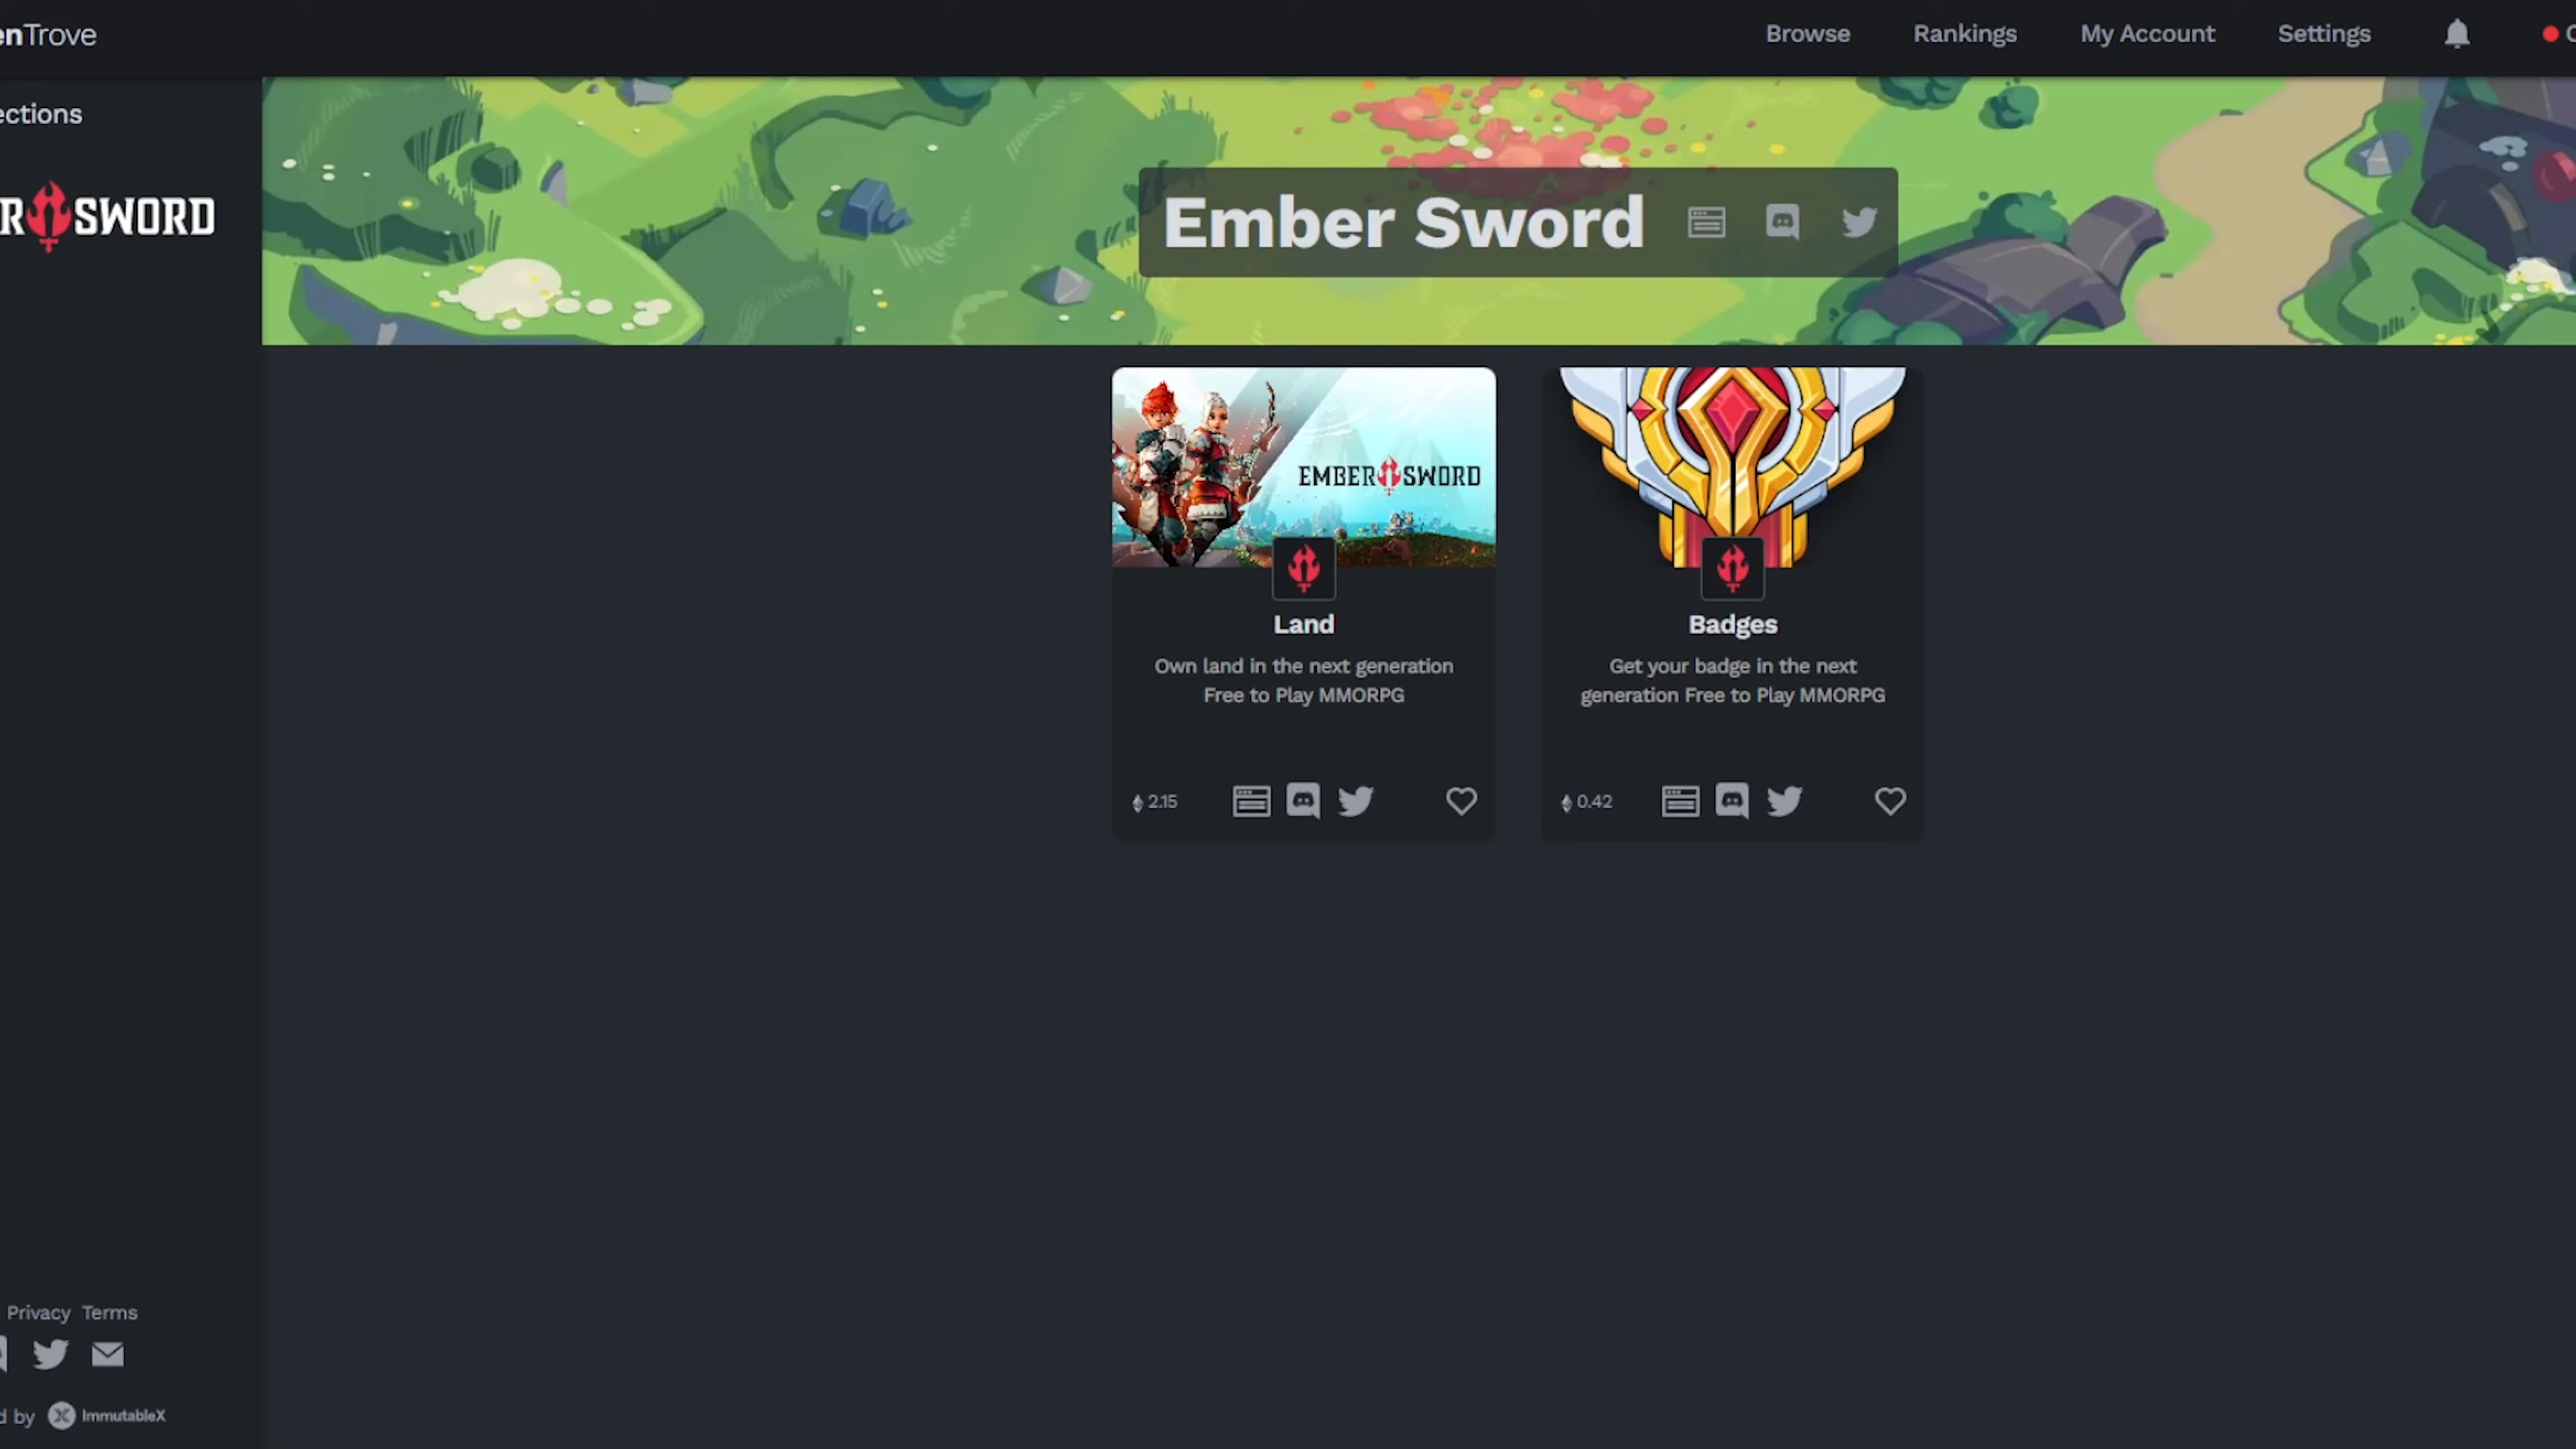 enTrove
Browse
Rankings
My Account
Settings
ections
R SWORD
Ember Sword
EMBER SWORD
Land
Own land in the next generation
Free to Play MMORPG
2.15
Badges
Get your badge in the next
generation Free to Play MMORPG
0.42
Privacy Terms
d by ImmutableX